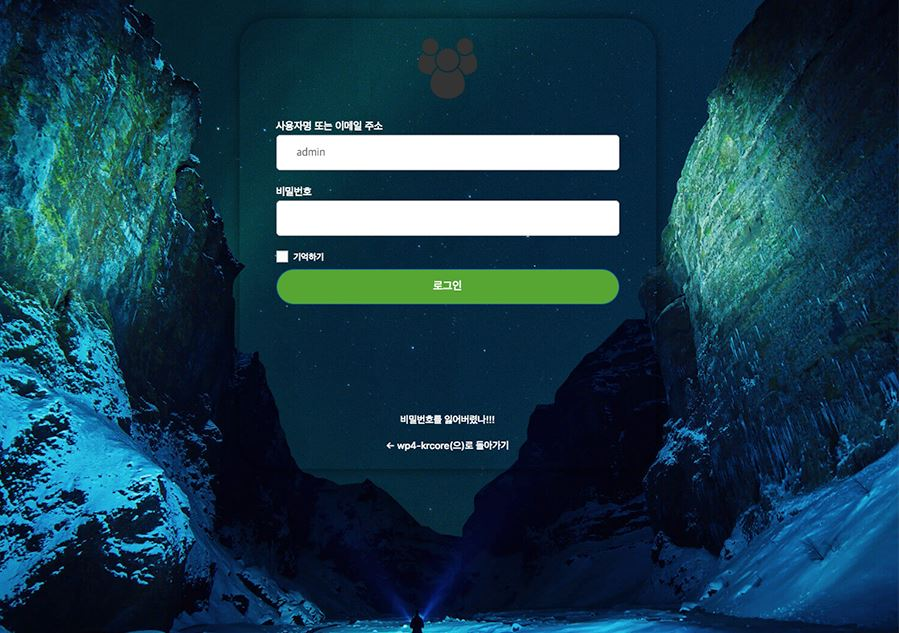 사용자명 또는 이메일 주소
admin
비밀번호
기억하기
로그인
비밀번호를 잃어버렸나!!!
← wp4-krcore(으)로 돌아가기